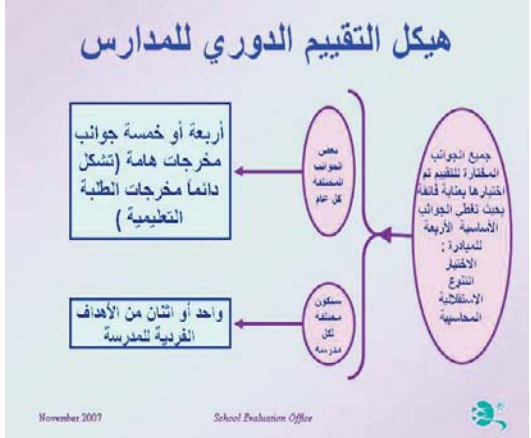 هيكل التقييم الدوري للمدارس
جميع الجوانب
المختارة للتقييم تم
اختيارها بعناية فائقة
بحيث تغطي الجوانب
الأساسية الأربعة
للمبادرة :
الاختيار
التنوع
الاستقلالية
المحاسبية
بعض
الجوانب
المختلفة
كل عام
أربعة أو خمسة جوانب
مخرجات هامة (تشكل
دائماً مخرجات الطلبة
التعليمية )
ستكون
مختلفة
لكل
مدرسة
واحد أو اثنان من الأهداف
الفردية للمدرسة
November 2007
School Evaluation Office